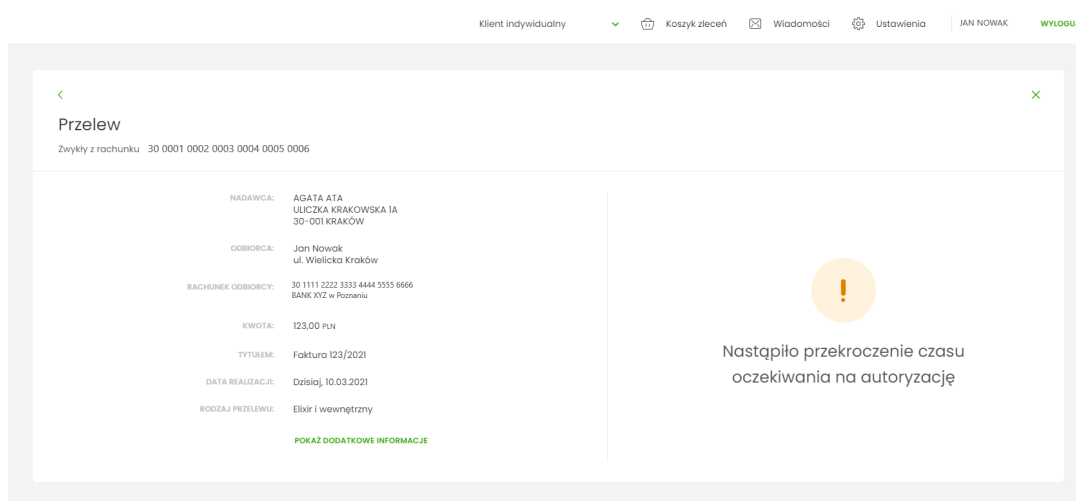 Klient indywidualny Koszyk zleceń Wiadomości Ustawienia JAN NOWAK
Przelew
Zwykły z rachunku 30 0001 0002 0003 0004 0005 0006
NADAWCA: AGATA ATA
ULICZKA KRAKOWSKA 1A
30-001 KRAKÓW
ODBIORCA: Jan Nowak
ul. Wielicka Kraków
RACHUNEK ODBIORCY: 30 1111 2222 3333 4444 5555 6666
BANK XYZ w Poznaniu
KWOTA: 123,00 PLN
TYTUŁEM: Faktura 123/2021
DATA REALIZACJI: Dzisiaj, 10.03.2021
RODZAJ PRZELEWU: Elixir i wewnętrzny
POKAŻ DODATKOWE INFORMACJE
!
Nastąpiło przekroczenie czasu
oczekiwania na autoryzację